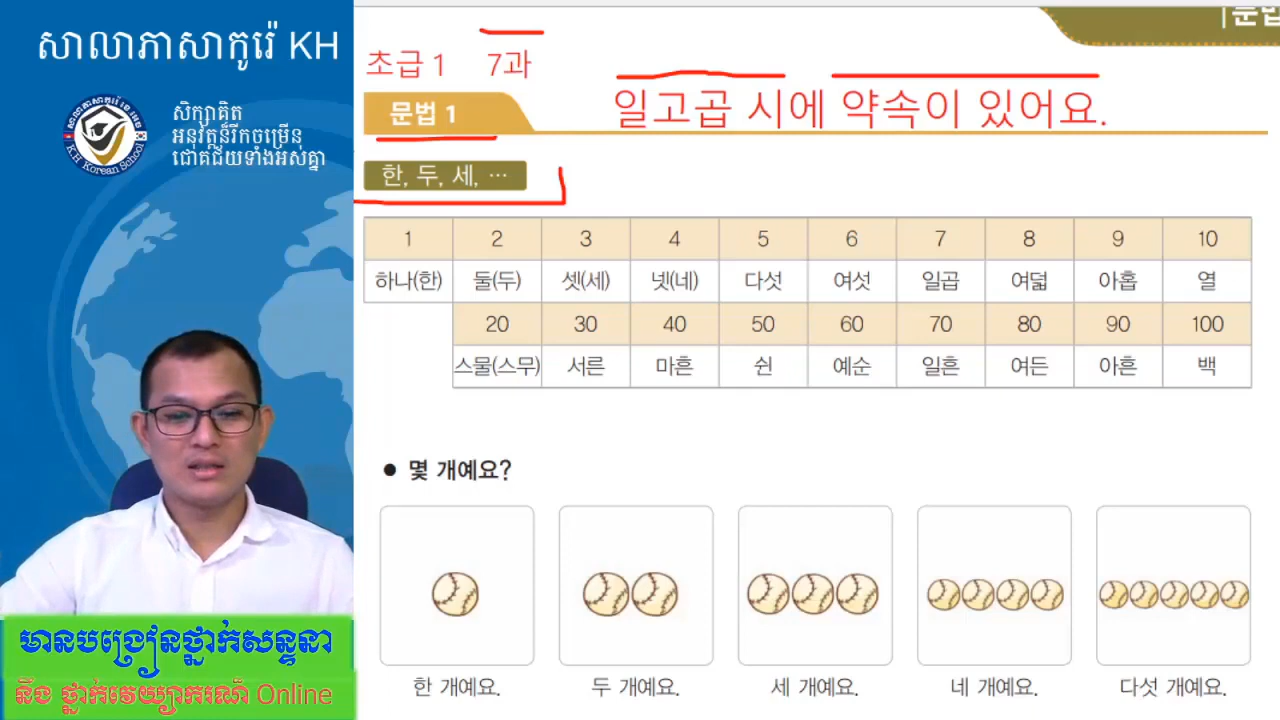 សាលាភាសាកូរ៉េ KH
សិក្សាគិត
អនុវត្តន៍រីកចម្រើន
ជោគជ័យទាំងអស់គ្នា
K.H Korean School
មានបង្រៀនថ្នាក់សន្ទនា
និង ថ្នាក់វេយ្យាករណ៍ Online
문법
초급 1 7과
문법 1
일고곱 시에 약속이 있어요.
한, 두, 세, …
1 2 3 4 5 6 7 8 9 10
하나(한) 둘(두) 셋(세) 넷(네) 다섯 여섯 일곱 여덟 아홉 열
20 30 40 50 60 70 80 90 100
스물(스무) 서른 마흔 쉰 예순 일흔 여든 아흔 백
● 몇 개예요?
한 개예요. 두 개예요. 세 개예요. 네 개예요. 다섯 개예요.